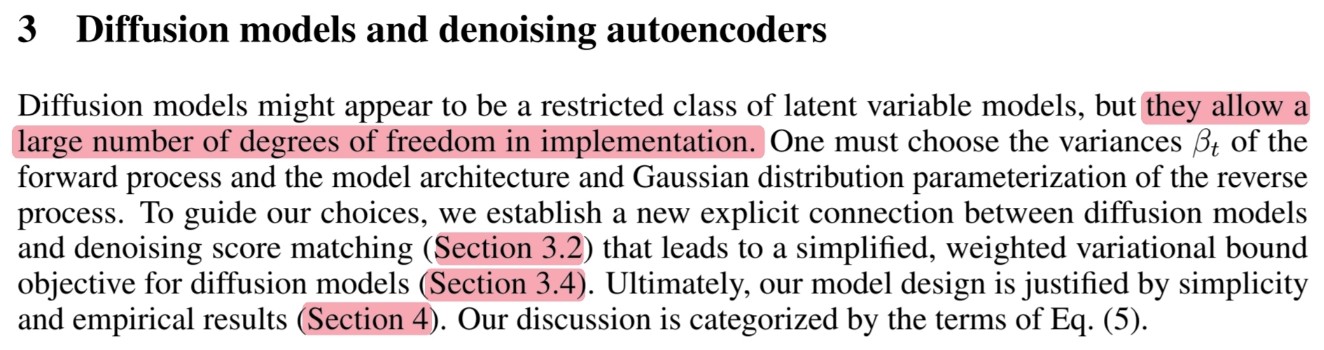 3 Diffusion models and denoising autoencoders
Diffusion models might appear to be a restricted class of latent variable models, but they allow a
large number of degrees of freedom in implementation. One must choose the variances βt of the
forward process and the model architecture and Gaussian distribution parameterization of the reverse
process. To guide our choices, we establish a new explicit connection between diffusion models
and denoising score matching (Section 3.2) that leads to a simplified, weighted variational bound
objective for diffusion models (Section 3.4). Ultimately, our model design is justified by simplicity
and empirical results (Section 4). Our discussion is categorized by the terms of Eq. (5).